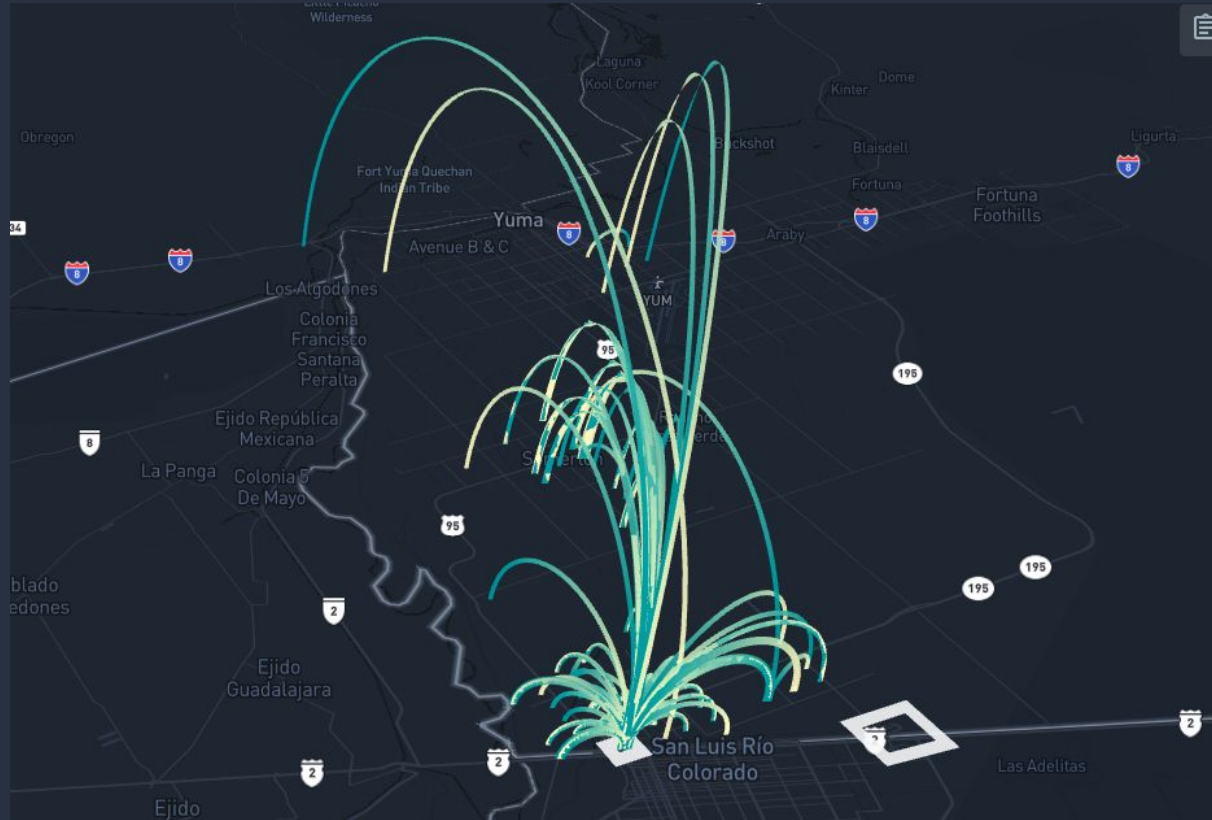 Little Picacho
Wilderness
Laguna
Kool Corner
Dome
Kinter
Obregon
Buckshot
Blaisdell
Ligurta
8
Fort Yuma Quechan
Indian Tribe
Fortuna
Fortuna
Foothills
34
Yuma
8
8
8
Araby
Avenue B & C
8
8
Los Algodones
YUM
Colonia
Francisco
Santana
Peralta
95
195
Ejido República
Mexicana
8
La Panga
Colonia 5
De Mayo
Somerton
95
195
195
blado
edones
2
Ejido
Guadalajara
2
2
San Luis Río
Colorado
2
2
Las Adelitas
Ejido